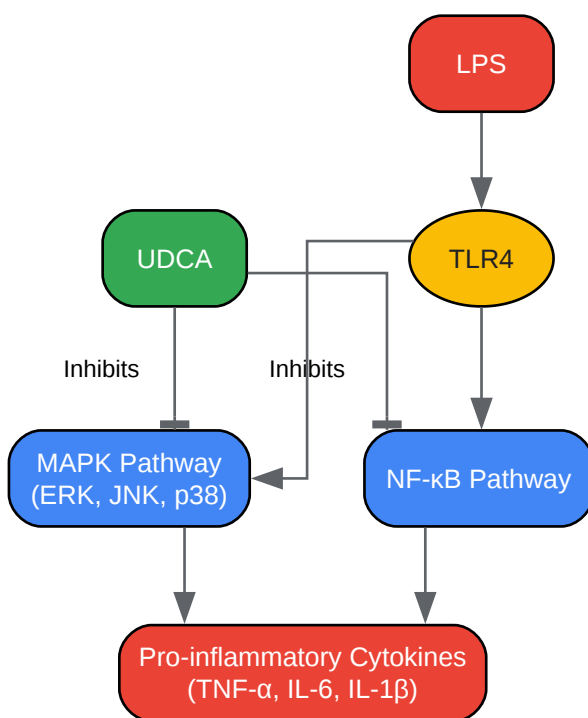 LPS
UDCA
TLR4
Inhibits
Inhibits
MAPK Pathway
(ERK, JNK, p38)
NF-κB Pathway
Pro-inflammatory Cytokines
(TNF-α, IL-6, IL-1β)